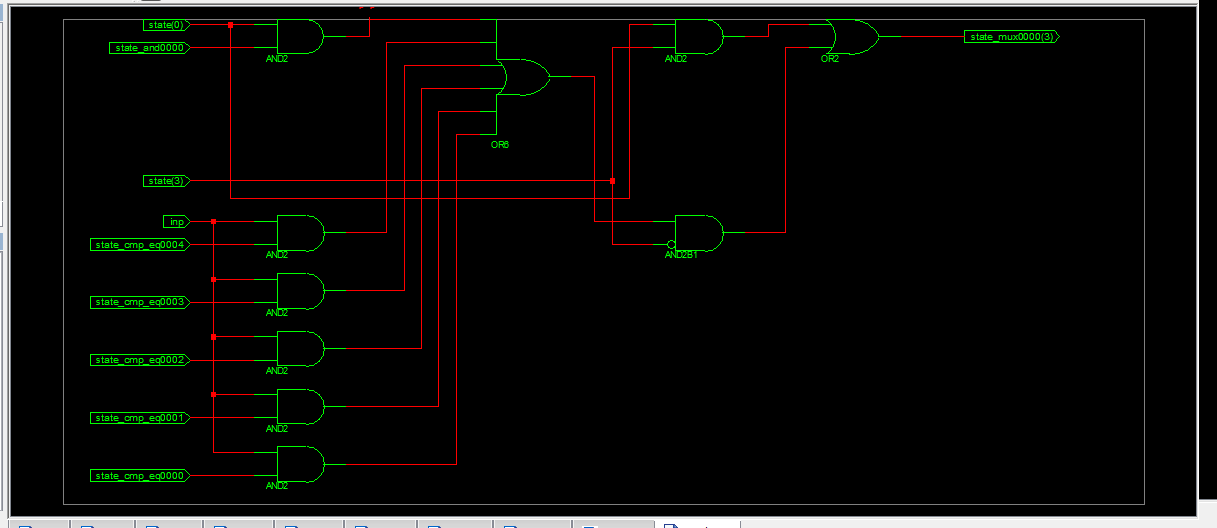 state(0)
state_and0000
AND2
AND2
OR2
state_mux0000(3)
OR6
state(3)
inp
state_cmp_eq0004
AND2
AND2B1
state_cmp_eq0003
AND2
state_cmp_eq0002
AND2
state_cmp_eq0001
AND2
state_cmp_eq0000
AND2